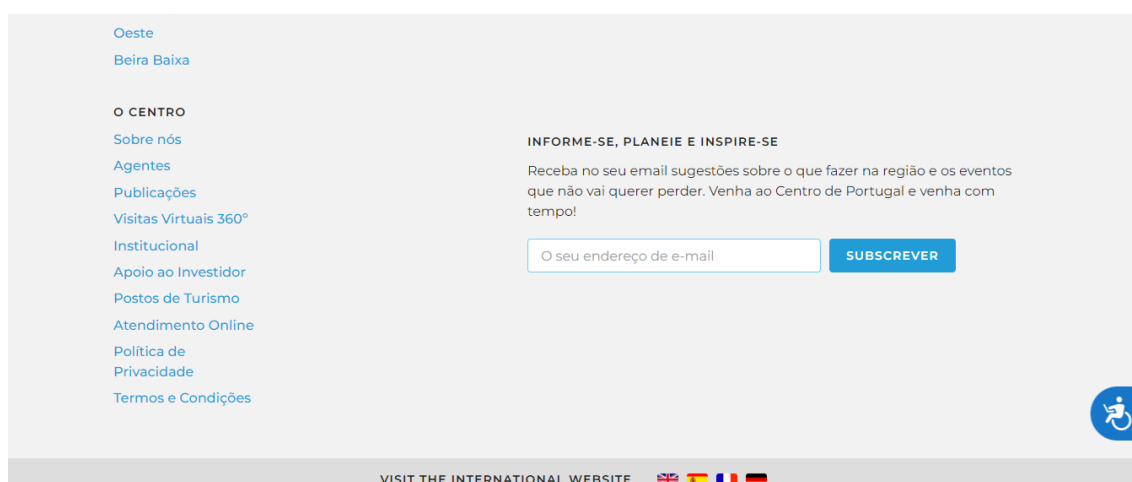 Oeste
Beira Baixa
O CENTRO
Sobre nós
Agentes
Publicações
Visitas Virtuais 360º
Institucional
Apoio ao Investidor
Postos de Turismo
Atendimento Online
Política de
Privacidade
Termos e Condições
INFORME-SE, PLANEIE E INSPIRE-SE
Receba no seu email sugestões sobre o que fazer na região e os eventos
que não vai querer perder. Venha ao Centro de Portugal e venha com
tempo!
O seu endereço de e-mail
SUBSCREVER
VISIT THE INTERNATIONAL WEBSITE